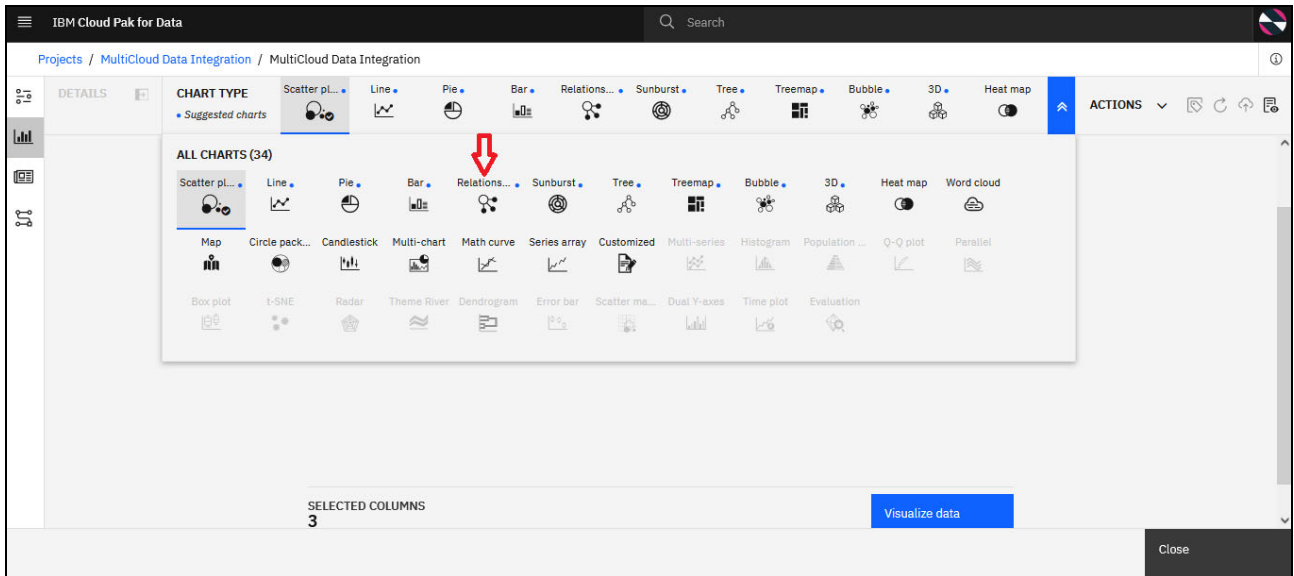 IBM Cloud Pak for Data
Search
Projects / MultiCloud Data Integration / MultiCloud Data Integration
DETAILS
CHART TYPE
• Suggested charts
Scatter pl... Line Pie Bar Relations... Sunburst Tree Treemap Bubble 3D Heat map
ACTIONS
ALL CHARTS (34)
Scatter pl... Line Pie Bar Relations... Sunburst Tree Treemap Bubble 3D Heat map Word cloud
Map Circle pack... Candlestick Multi-chart Math curve Series array Customized Multi-series Histogram Population ... Q-Q plot Parallel
Box plot t-SNE Radar Theme River Dendrogram Error bar Scatter ma... Dual Y-axes Time plot Evaluation
SELECTED COLUMNS
3
Visualize data
Close